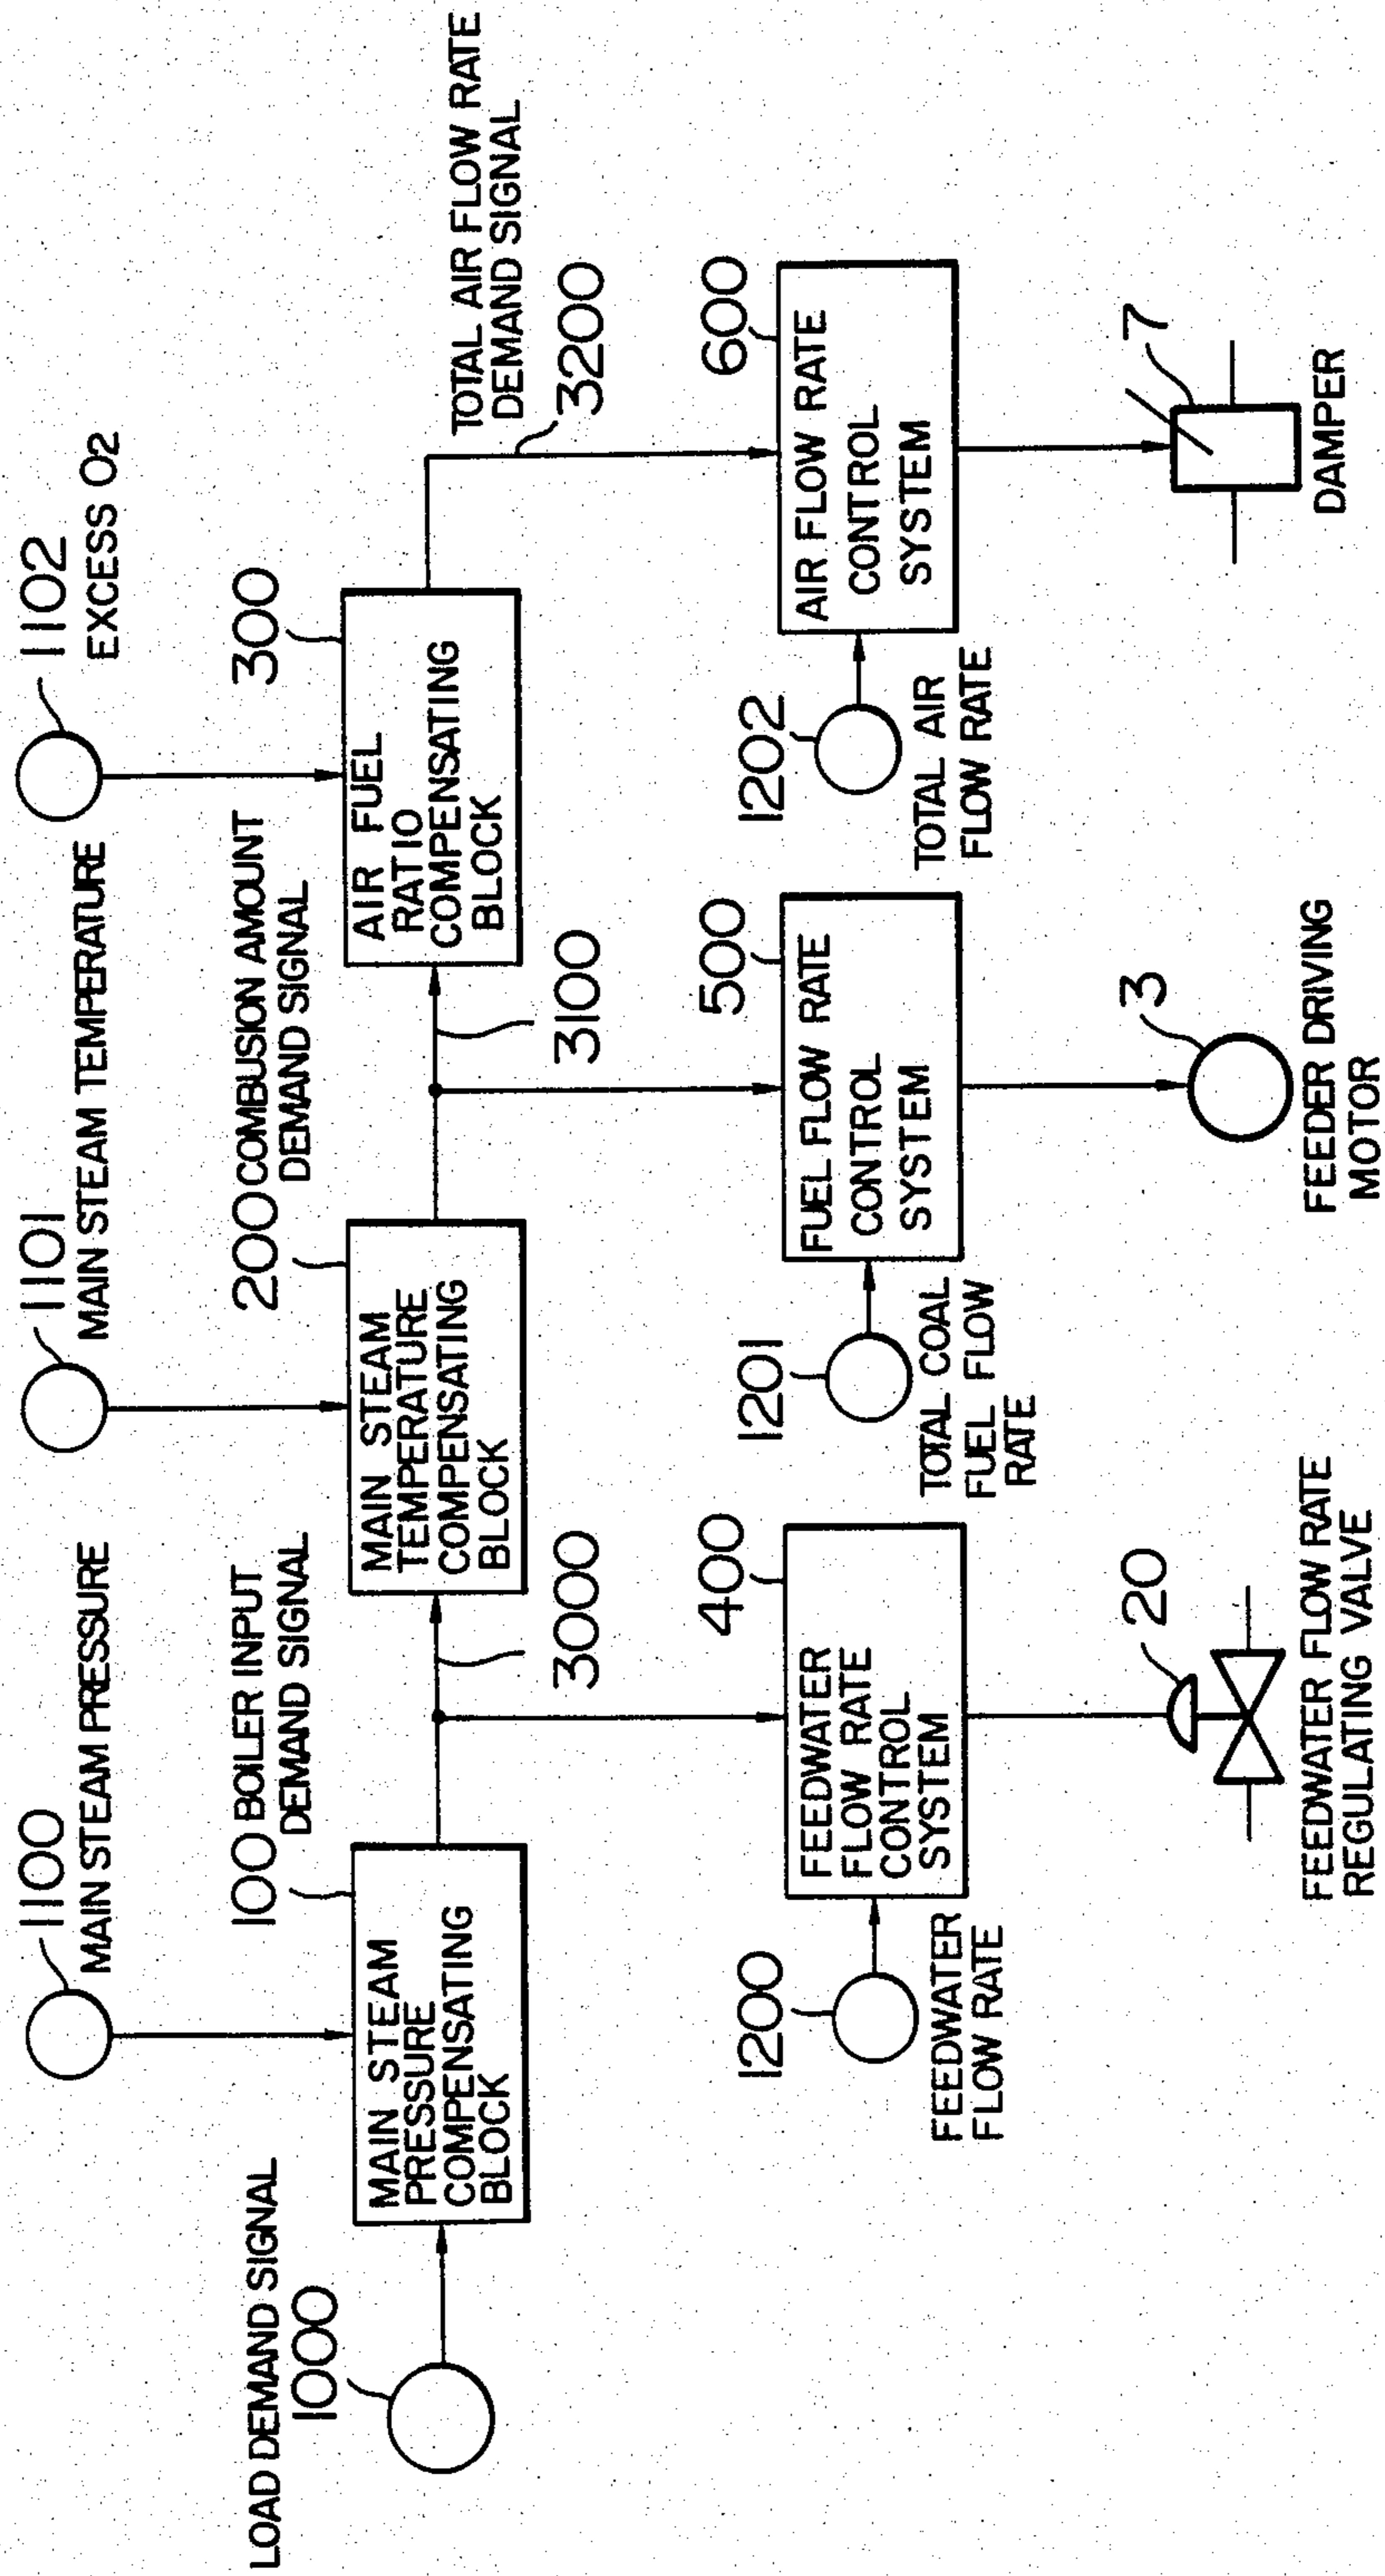 1100
MAIN STEAM PRESSURE
1101
MAIN STEAM TEMPERATURE
1102
EXCESS O2
LOAD DEMAND SIGNAL
1000
100
BOILER INPUT
DEMAND SIGNAL
200
COMBUSION AMOUNT
DEMAND SIGNAL
300
MAIN STEAM
PRESSURE
COMPENSATING
BLOCK
MAIN STEAM
TEMPERATURE
COMPENSATING
BLOCK
AIR FUEL
RATIO
COMPENSATING
BLOCK
TOTAL AIR FLOW RATE
DEMAND SIGNAL
3000
3100
3200
1200
FEEDWATER
FLOW RATE
400
FEEDWATER
FLOW RATE
CONTROL
SYSTEM
1201
TOTAL COAL
FUEL FLOW
RATE
500
FUEL FLOW RATE
CONTROL
SYSTEM
1202
TOTAL AIR
FLOW RATE
600
AIR FLOW RATE
CONTROL
SYSTEM
20
FEEDWATER FLOW RATE
REGULATING VALVE
3
FEEDER DRIVING
MOTOR
7
DAMPER